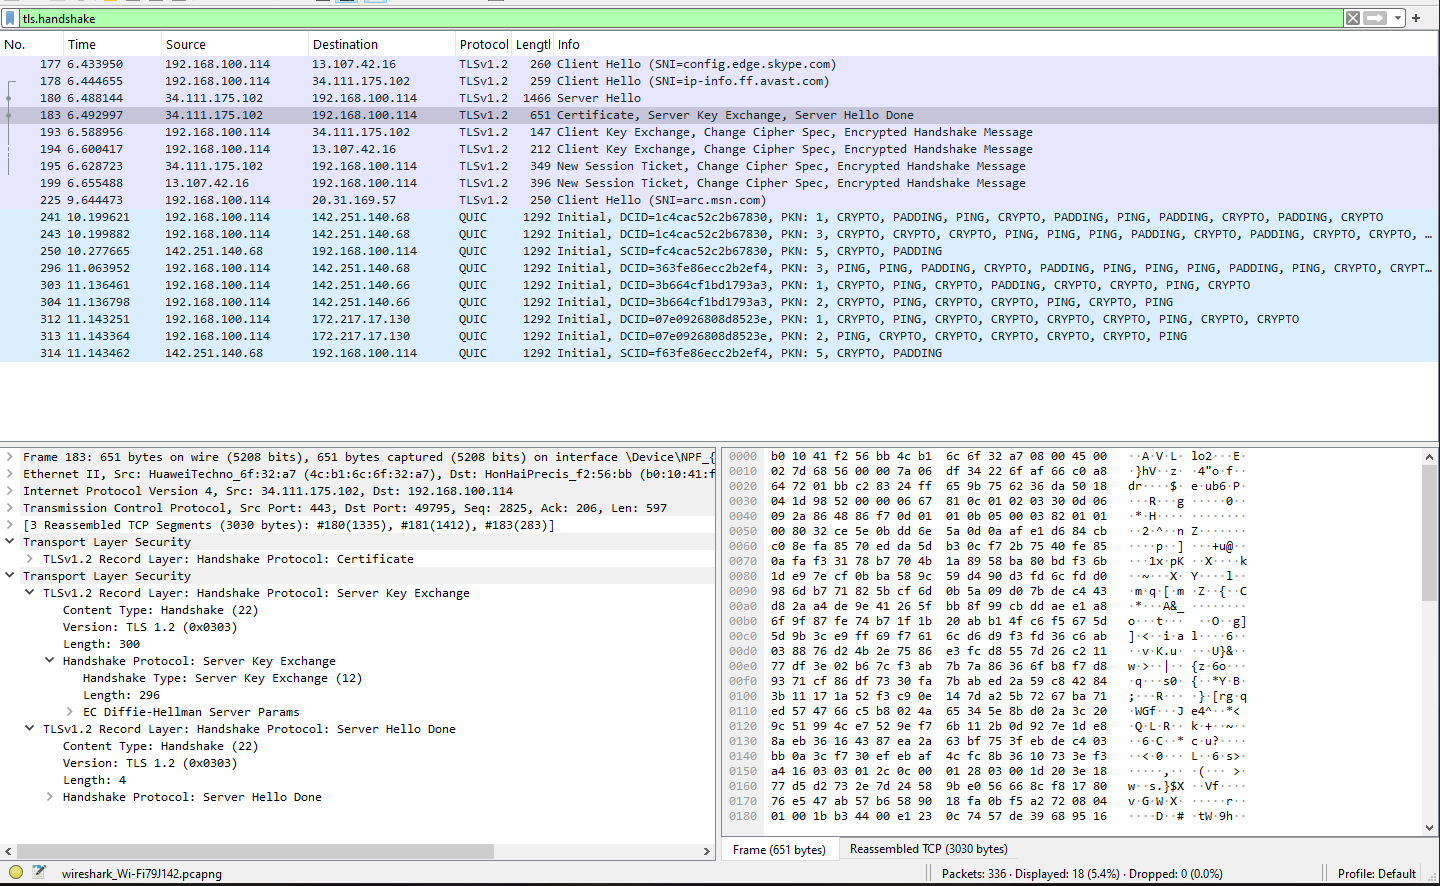 tls.handshake
No. Time Source Destination Protocol Lengtl Info
177 6.433950 192.168.100.114 13.107.42.16 TLSv1.2 260 Client Hello (SNI=config.edge.skype.com)
178 6.444655 192.168.100.114 34.111.175.102 TLSv1.2 259 Client Hello (SNI=ip-info.ff.avast.com)
180 6.488144 34.111.175.102 192.168.100.114 TLSv1.2 1466 Server Hello
183 6.492997 34.111.175.102 192.168.100.114 TLSv1.2 651 Certificate, Server Key Exchange, Server Hello Done
193 6.588956 192.168.100.114 34.111.175.102 TLSv1.2 147 Client Key Exchange, Change Cipher Spec, Encrypted Handshake Message
194 6.600417 192.168.100.114 13.107.42.16 TLSv1.2 212 Client Key Exchange, Change Cipher Spec, Encrypted Handshake Message
195 6.628723 34.111.175.102 192.168.100.114 TLSv1.2 349 New Session Ticket, Change Cipher Spec, Encrypted Handshake Message
199 6.655488 13.107.42.16 192.168.100.114 TLSv1.2 396 New Session Ticket, Change Cipher Spec, Encrypted Handshake Message
225 9.644473 192.168.100.114 20.31.169.57 TLSv1.2 250 Client Hello (SNI=arc.msn.com)
241 10.199621 192.168.100.114 142.251.140.68 QUIC 1292 Initial, DCID=1c4cac52c2b67830, PKN: 1, CRYPTO, PADDING, PING, CRYPTO, PADDING, PING, PADDING, CRYPTO, PADDING, CRYPTO
243 10.199882 192.168.100.114 142.251.140.68 QUIC 1292 Initial, DCID=1c4cac52c2b67830, PKN: 3, CRYPTO, CRYPTO, CRYPTO, PING, PING, PING, PADDING, CRYPTO, PADDING, CRYPTO, CRYPTO, …
250 10.277665 142.251.140.68 192.168.100.114 QUIC 1292 Initial, SCID=fc4cac52c2b67830, PKN: 5, CRYPTO, PADDING
296 11.063952 192.168.100.114 142.251.140.68 QUIC 1292 Initial, DCID=363fe86ecc2b2ef4, PKN: 3, PING, PING, PADDING, CRYPTO, PADDING, PING, PING, PING, PADDING, PING, CRYPTO, CRYPT…
303 11.136461 192.168.100.114 142.251.140.66 QUIC 1292 Initial, DCID=3b664cf1bd1793a3, PKN: 1, CRYPTO, PING, CRYPTO, PADDING, CRYPTO, CRYPTO, PING, CRYPTO
304 11.136798 192.168.100.114 142.251.140.66 QUIC 1292 Initial, DCID=3b664cf1bd1793a3, PKN: 2, CRYPTO, PING, CRYPTO, CRYPTO, PING, CRYPTO, PING
312 11.143251 192.168.100.114 172.217.17.130 QUIC 1292 Initial, DCID=07e0926808d8523e, PKN: 1, CRYPTO, PING, CRYPTO, CRYPTO, CRYPTO, CRYPTO, PING, CRYPTO, CRYPTO
313 11.143364 192.168.100.114 172.217.17.130 QUIC 1292 Initial, DCID=07e0926808d8523e, PKN: 2, PING, CRYPTO, CRYPTO, CRYPTO, CRYPTO, CRYPTO, PING
314 11.143462 142.251.140.68 192.168.100.114 QUIC 1292 Initial, SCID=f63fe86ecc2b2ef4, PKN: 5, CRYPTO, PADDING
Frame 183: 651 bytes on wire (5208 bits), 651 bytes captured (5208 bits) on interface \Device\NPF_{
Ethernet II, Src: HuaweiTechno_6f:32:a7 (4c:b1:6c:6f:32:a7), Dst: HonHaiPrecis_f2:56:bb (b0:10:41:f
Internet Protocol Version 4, Src: 34.111.175.102, Dst: 192.168.100.114
Transmission Control Protocol, Src Port: 443, Dst Port: 49795, Seq: 2825, Ack: 206, Len: 597
[3 Reassembled TCP Segments (3030 bytes): #180(1335), #181(1412), #183(283)]
Transport Layer Security
TLSv1.2 Record Layer: Handshake Protocol: Certificate
Transport Layer Security
TLSv1.2 Record Layer: Handshake Protocol: Server Key Exchange
Content Type: Handshake (22)
Version: TLS 1.2 (0x0303)
Length: 300
Handshake Protocol: Server Key Exchange
Handshake Type: Server Key Exchange (12)
Length: 296
EC Diffie-Hellman Server Params
TLSv1.2 Record Layer: Handshake Protocol: Server Hello Done
Content Type: Handshake (22)
Version: TLS 1.2 (0x0303)
Length: 4
Handshake Protocol: Server Hello Done
0000 b0 10 41 f2 56 bb 4c b1 6c 6f 32 a7 08 00 45 00
0010 02 7d 68 56 00 00 7a 06 df 34 22 6f af 66 c0 a8
0020 64 72 01 bb c2 83 24 ff 65 9b 75 62 36 da 50 18
0030 04 1d 98 52 00 00 06 67 81 0c 01 02 03 30 0d 06
0040 09 2a 86 48 86 f7 0d 01 01 0b 05 00 03 82 01 01
0050 00 80 32 ce 5e 0b dd 6e 5a 0d 0a af e1 d6 84 cb
0060 c0 8e fa 85 70 ed da 5d b3 0c f7 2b 75 40 fe 85
0070 0a fa f3 31 78 b7 70 4b 1a 89 58 ba 80 bd f3 6b
0080 1d e9 7e cf 0b ba 58 9c 59 d4 90 d3 fd 6c fd d0
0090 98 6d b7 71 82 5b cf 6d 0b 5a 09 d0 7b de c4 43
00a0 d8 2a a4 de 9e 41 26 5f bb 8f 99 cb dd ae e1 a8
00b0 6f 9f 87 fe 74 b7 1f 1b 20 ab b1 4f c6 f5 67 5d
00c0 5d 9b 3c e9 ff 69 f7 61 6c d6 d9 f3 fd 36 c6 ab
00d0 03 88 76 d2 4b 2e 75 86 e3 fc d8 55 7d 26 c2 11
00e0 77 df 3e 02 b6 7c f3 ab 7b 7a 86 36 6f b8 f7 d8
00f0 93 71 cf 86 df 73 30 fa 7b ab ed 2a 59 c8 42 84
0100 3b 11 17 1a 52 f3 c9 0e 14 7d a2 5b 72 67 ba 71
0110 ed 57 47 66 c5 b8 02 4a 65 34 5e 8b d0 2a 3c 20
0120 9c 51 99 4c e7 52 9e f7 6b 11 2b 0d 92 7e 1d e8
0130 8a eb 36 16 43 87 ea 2a 63 bf 75 3f eb de c4 03
0140 bb 0a 3c f7 30 ef eb af 4c fc 8b 36 10 73 3e f3
0150 a4 16 03 03 01 2c 0c 00 01 28 03 00 1d 20 3e 18
0160 77 d5 d2 73 2e 7d 24 58 9b e0 56 66 8c f8 17 80
0170 76 e5 47 ab 57 b6 58 90 18 fa 0b f5 a2 72 08 04
0180 01 00 1b b3 44 00 e1 23 0c 74 57 de 39 68 95 16
Frame (651 bytes) Reassembled TCP (3030 bytes)
wireshark_Wi-Fi79J142.pcapng
Packets: 336 · Displayed: 18 (5.4%) · Dropped: 0 (0.0%)
Profile: Default